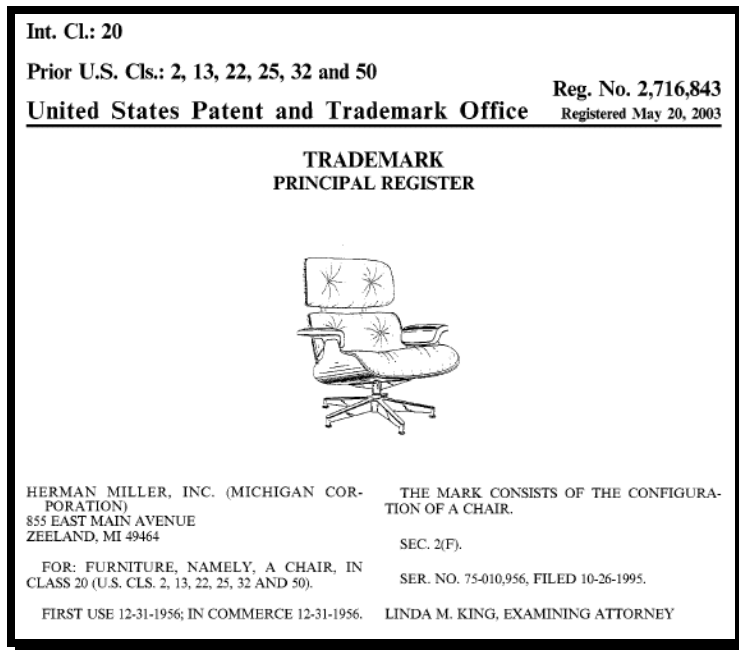 Int. Cl.: 20
Prior U.S. Cls.: 2, 13, 22, 25, 32 and 50
Reg. No. 2,716,843
United States Patent and Trademark Office
Registered May 20, 2003
TRADEMARK
PRINCIPAL REGISTER
HERMAN MILLER, INC. (MICHIGAN COR-
PORATION)
855 EAST MAIN AVENUE
ZEELAND, MI 49464
FOR: FURNITURE, NAMELY, A CHAIR, IN
CLASS 20 (U.S. CLS. 2, 13, 22, 25, 32 AND 50).
FIRST USE 12-31-1956; IN COMMERCE 12-31-1956.
THE MARK CONSISTS OF THE CONFIGURA-
TION OF A CHAIR.
SEC. 2(F).
SER. NO. 75-010,956, FILED 10-26-1995.
LINDA M. KING, EXAMINING ATTORNEY